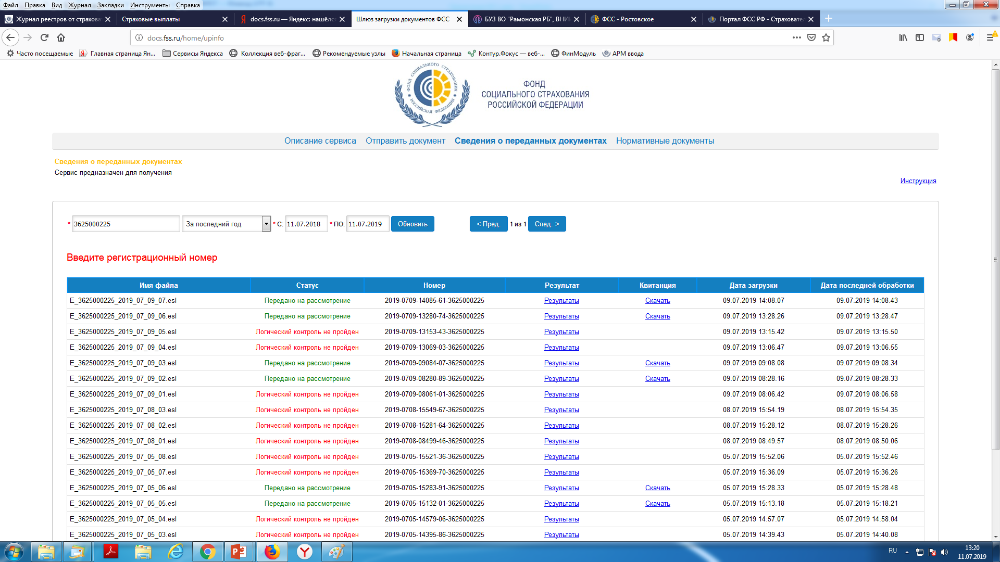 Файл Правка Вид Журнал Закладки Инструменты Справка
Журнал реестров от страхова
Страховые выплаты
docs.fss.ru — Яндекс: нашёлс
Шлюз загрузки документов ФСС
БУЗ ВО "Рамонская РБ", ВНИ
ФСС - Ростовское
Портал ФСС РФ - Страховате
docs.fss.ru/home/upinfo
Часто посещаемые
Главная страница Ян...
Сервисы Яндекса
Коллекция веб-фраг...
Рекомендуемые узлы
Начальная страница
Контур.Фокус — веб-...
ФинМодуль
АРМ ввода
ФОНД СОЦИАЛЬНОГО СТРАХОВАНИЯ
РОССИЙСКАЯ ФЕДЕРАЦИЯ
ФОНД
СОЦИАЛЬНОГО СТРАХОВАНИЯ
РОССИЙСКОЙ ФЕДЕРАЦИИ
Описание сервиса Отправить документ Сведения о переданных документах Нормативные документы
Сведения о переданных документах
Сервис предназначен для получения
Инструкция
* 3625000225 За последний год * С: 11.07.2018 * ПО: 11.07.2019 Обновить < Пред. 1 из 1 След. >
Введите регистрационный номер
Имя файла Статус Номер Результат Квитанция Дата загрузки Дата последней обработки
E_3625000225_2019_07_09_07.esl Передано на рассмотрение 2019-0709-14085-61-3625000225 Результаты Скачать 09.07.2019 14:08.07 09.07.2019 14:08.43
E_3625000225_2019_07_09_06.esl Передано на рассмотрение 2019-0709-13280-74-3625000225 Результаты Скачать 09.07.2019 13:28.26 09.07.2019 13:28.47
E_3625000225_2019_07_09_05.esl Логический контроль не пройден 2019-0709-13153-43-3625000225 Результаты 09.07.2019 13:15.42 09.07.2019 13:15.50
E_3625000225_2019_07_09_04.esl Логический контроль не пройден 2019-0709-13069-03-3625000225 Результаты 09.07.2019 13:06.47 09.07.2019 13:06.55
E_3625000225_2019_07_09_03.esl Передано на рассмотрение 2019-0709-09084-07-3625000225 Результаты Скачать 09.07.2019 09:08.08 09.07.2019 09:08.34
E_3625000225_2019_07_09_02.esl Передано на рассмотрение 2019-0709-08280-89-3625000225 Результаты Скачать 09.07.2019 08:28.16 09.07.2019 08:28.33
E_3625000225_2019_07_09_01.esl Логический контроль не пройден 2019-0709-08061-01-3625000225 Результаты 09.07.2019 08:06.42 09.07.2019 08:06.58
E_3625000225_2019_07_08_03.esl Логический контроль не пройден 2019-0708-15549-67-3625000225 Результаты 08.07.2019 15:54.19 08.07.2019 15:54.35
E_3625000225_2019_07_08_02.esl Логический контроль не пройден 2019-0708-15281-64-3625000225 Результаты 08.07.2019 15:28.12 08.07.2019 15:28.26
E_3625000225_2019_07_08_01.esl Логический контроль не пройден 2019-0708-08499-46-3625000225 Результаты 08.07.2019 08:49.57 08.07.2019 08:50.06
E_3625000225_2019_07_05_08.esl Логический контроль не пройден 2019-0705-15521-36-3625000225 Результаты 05.07.2019 15:52.06 05.07.2019 15:52.46
E_3625000225_2019_07_05_07.esl Логический контроль не пройден 2019-0705-15369-70-3625000225 Результаты 05.07.2019 15:36.09 05.07.2019 15:36.26
E_3625000225_2019_07_05_06.esl Передано на рассмотрение 2019-0705-15283-91-3625000225 Результаты Скачать 05.07.2019 15:28.33 05.07.2019 15:28.48
E_3625000225_2019_07_05_05.esl Передано на рассмотрение 2019-0705-15132-01-3625000225 Результаты Скачать 05.07.2019 15:13.18 05.07.2019 15:18.21
E_3625000225_2019_07_05_04.esl Логический контроль не пройден 2019-0705-14579-06-3625000225 Результаты 05.07.2019 14:57.07 05.07.2019 14:58.04
E_3625000225_2019_07_05_03.esl Логический контроль не пройден 2019-0705-14395-86-3625000225 Результаты 05.07.2019 14:39.43 05.07.2019 14:40.08
RU
13:20
11.07.2019